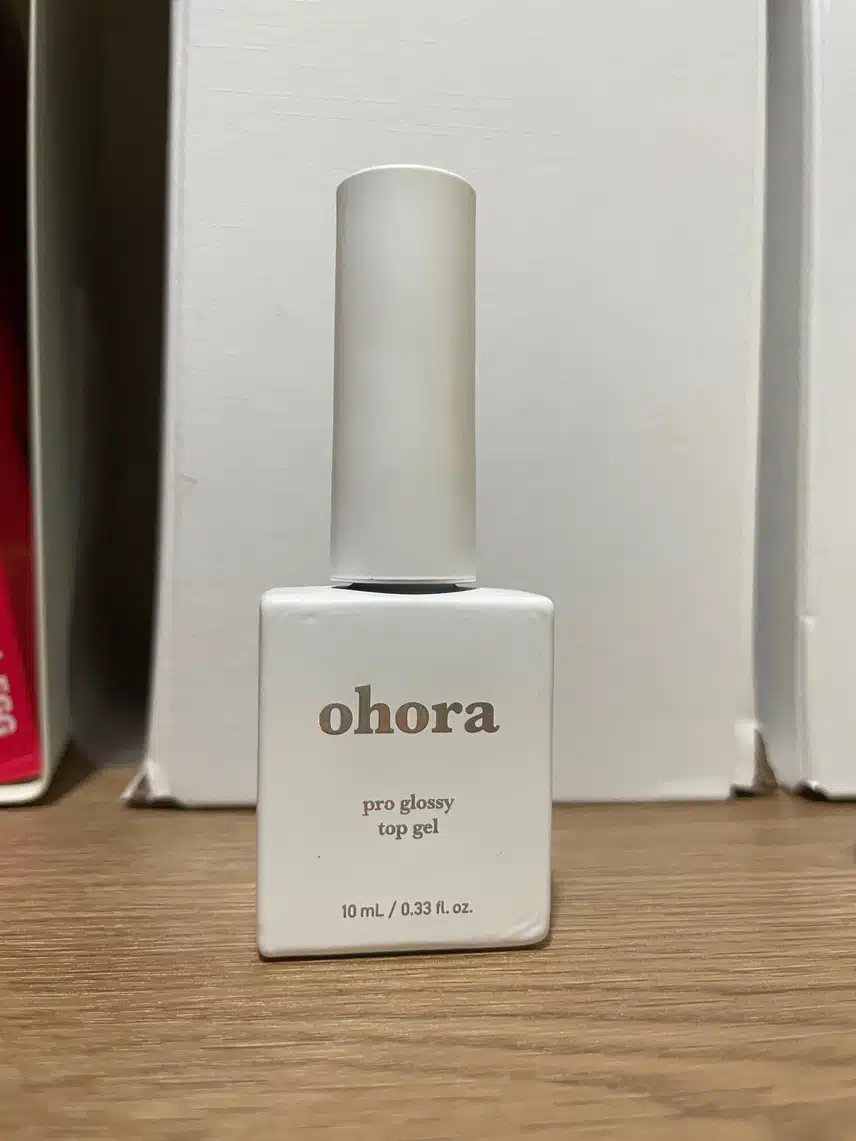 ohora
pro glossy
top gel
10 mL / 0.33 fl. oz.